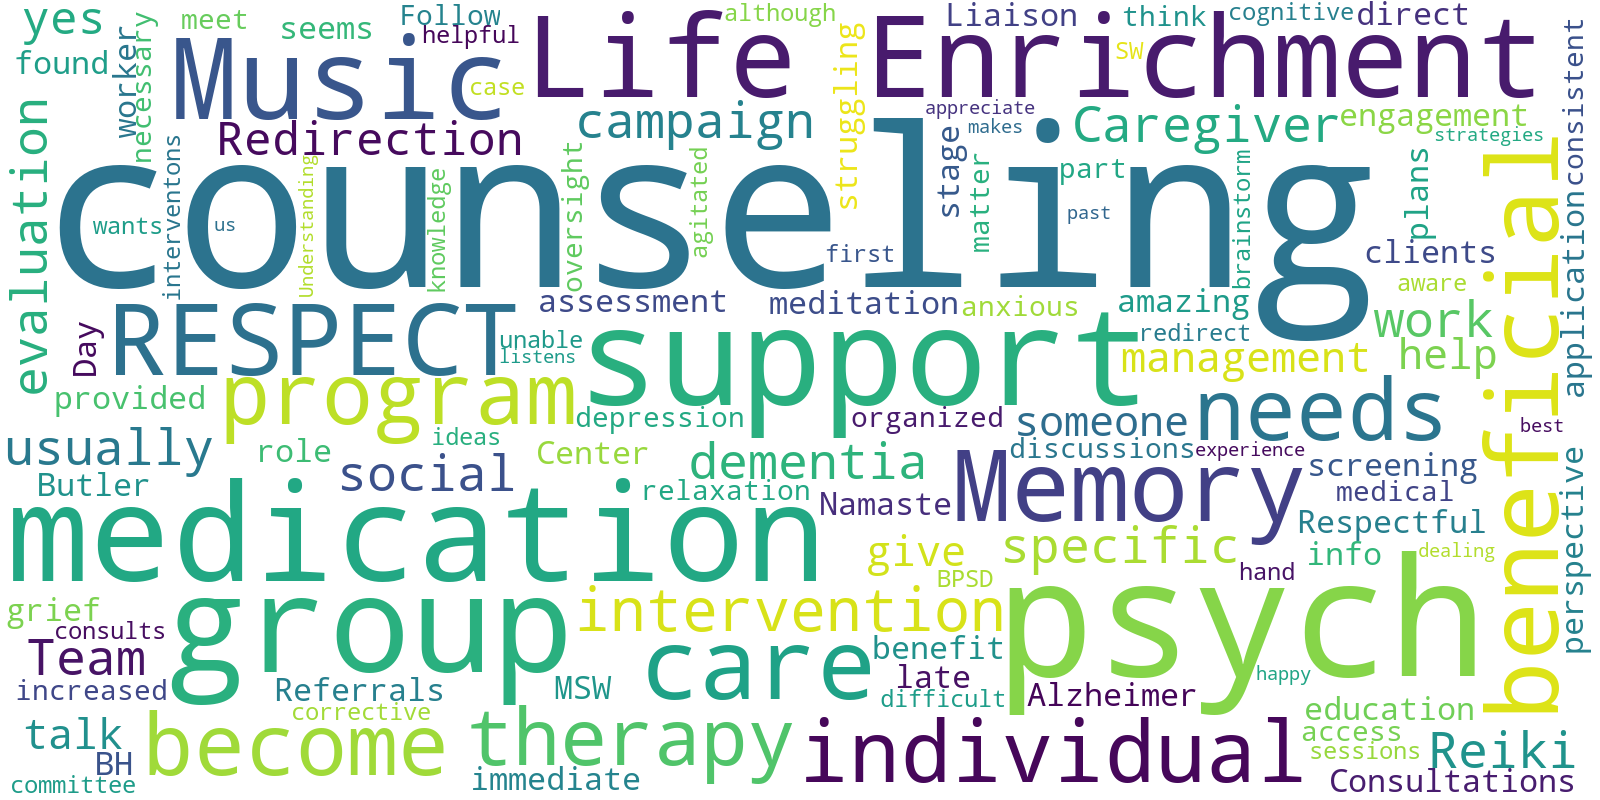 yes
meet
seems
Follow
helpful
Life Enrichment
although
Liaison
think
cognitive
direct
found
worker
necessary
Music
case
struggling
SW
consistent
evaluation
interventons
Redirection
campaign
appreciate
makes
Caregiver
engagement
strategies
counseling
wants
us
Understanding
knowledge
oversight
agitated
stage
matter
part
past
brainstorm
plans
beneficial
first
clients
aware
application
assessment
meditation
anxious
amazing
redirect
work
Day
RESPECT
unable
listens
support
management
help
provided
program
depression
organized
someone
needs
best
usually
role
ideas
Center
social
dementia
discussions
experience
screening
perspective
Butler
relaxation
Namaste
Memory
medical
medication
Respectful
give
specific
info
dealing
BPSD
hand
grief
consults
group
intervention
psych
Team
care
benefit
increased
Referrals
MSW
late
difficult
Alzheimer
happy
talk
corrective
become
therapy
individual
education
access
sessions
Reiki
BH
committee
immediate
Consultations